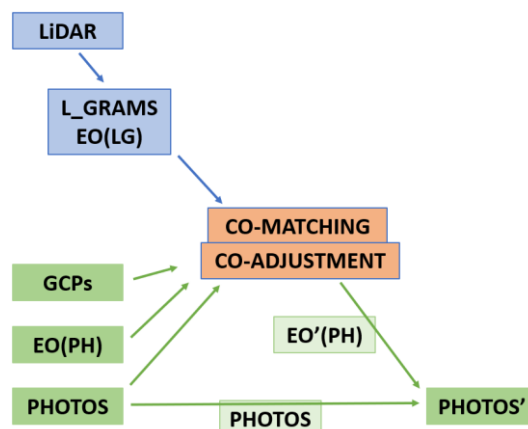 LiDAR
L_GRAMS
EO(LG)
CO-MATCHING
CO-ADJUSTMENT
GCPs
EO(PH)
EO’(PH)
PHOTOS
PHOTOS
PHOTOS’